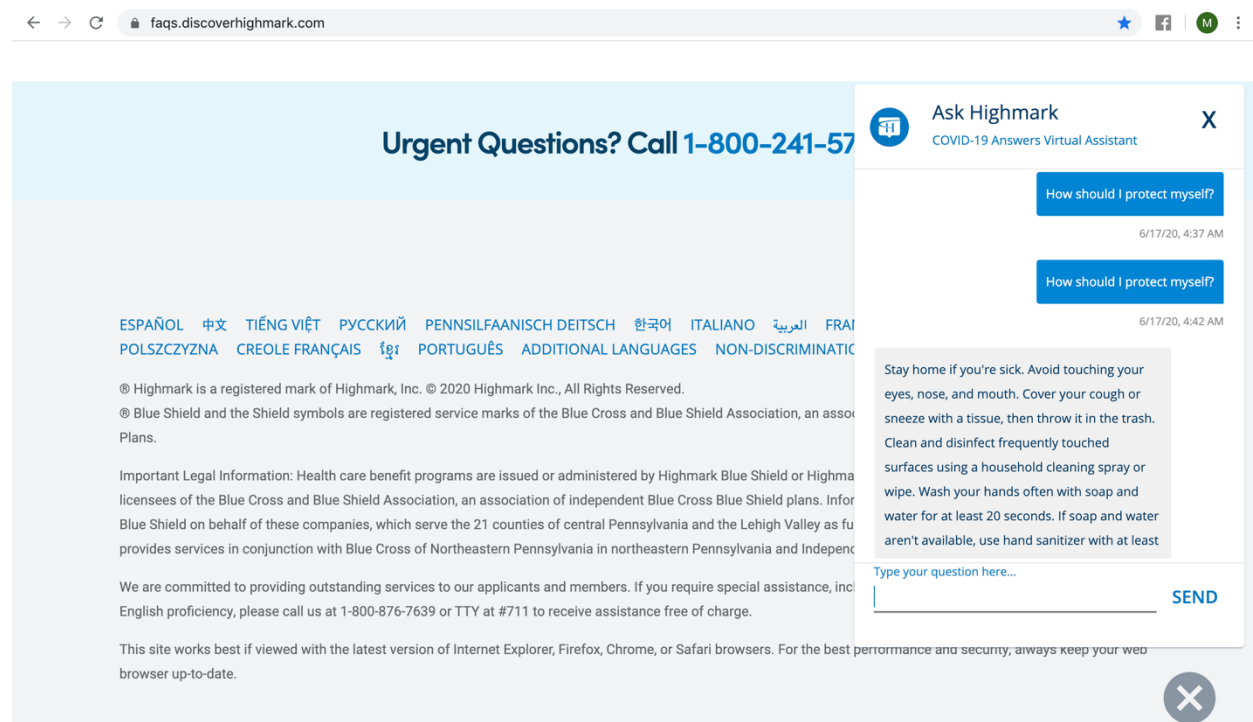 faqs.discoverhighmark.com
M
Urgent Questions? Call 1-800-241-57
ESPAÑOL 中文 TIẾNG VIỆT РУССКИЙ PENNSILFAANISCH DEITSCH 한국어 ITALIANO العربية FRAN
POLSZCZYZNA CREOLE FRANÇAIS ខ្មែរ PORTUGUÊS ADDITIONAL LANGUAGES NON-DISCRIMINATIO
® Highmark is a registered mark of Highmark, Inc. © 2020 Highmark Inc., All Rights Reserved.
® Blue Shield and the Shield symbols are registered service marks of the Blue Cross and Blue Shield Association, an asso
Plans.
Important Legal Information: Health care benefit programs are issued or administered by Highmark Blue Shield or Highma
licensees of the Blue Cross and Blue Shield Association, an association of independent Blue Cross Blue Shield plans. Infor
Blue Shield on behalf of these companies, which serve the 21 counties of central Pennsylvania and the Lehigh Valley as fu
provides services in conjunction with Blue Cross of Northeastern Pennsylvania in northeastern Pennsylvania and Independ
We are committed to providing outstanding services to our applicants and members. If you require special assistance, incl
English proficiency, please call us at 1-800-876-7639 or TTY at #711 to receive assistance free of charge.
This site works best if viewed with the latest version of Internet Explorer, Firefox, Chrome, or Safari browsers. For the best performance and security, always keep your web
browser up-to-date.
H
Ask Highmark
X
COVID-19 Answers Virtual Assistant
How should I protect myself?
6/17/20, 4:37 AM
How should I protect myself?
6/17/20, 4:42 AM
Stay home if you're sick. Avoid touching your
eyes, nose, and mouth. Cover your cough or
sneeze with a tissue, then throw it in the trash.
Clean and disinfect frequently touched
surfaces using a household cleaning spray or
wipe. Wash your hands often with soap and
water for at least 20 seconds. If soap and water
aren't available, use hand sanitizer with at least
Type your question here...
SEND